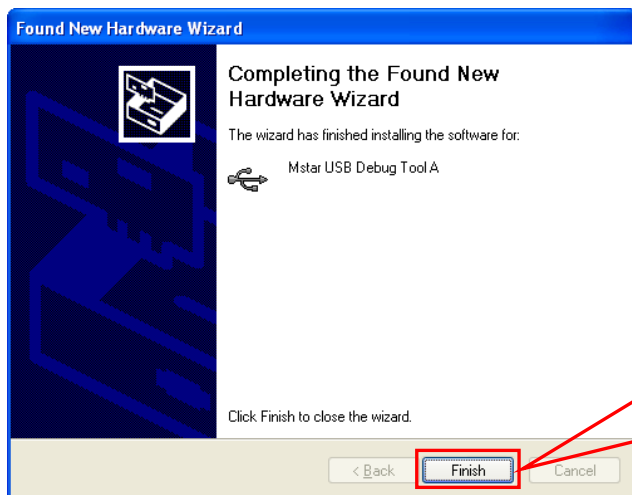 Found New Hardware Wizard
Completing the Found New
Hardware Wizard
The wizard has finished installing the software for:
Mstar USB Debug Tool A
Click Finish to close the wizard.
< Back
Finish
Cancel